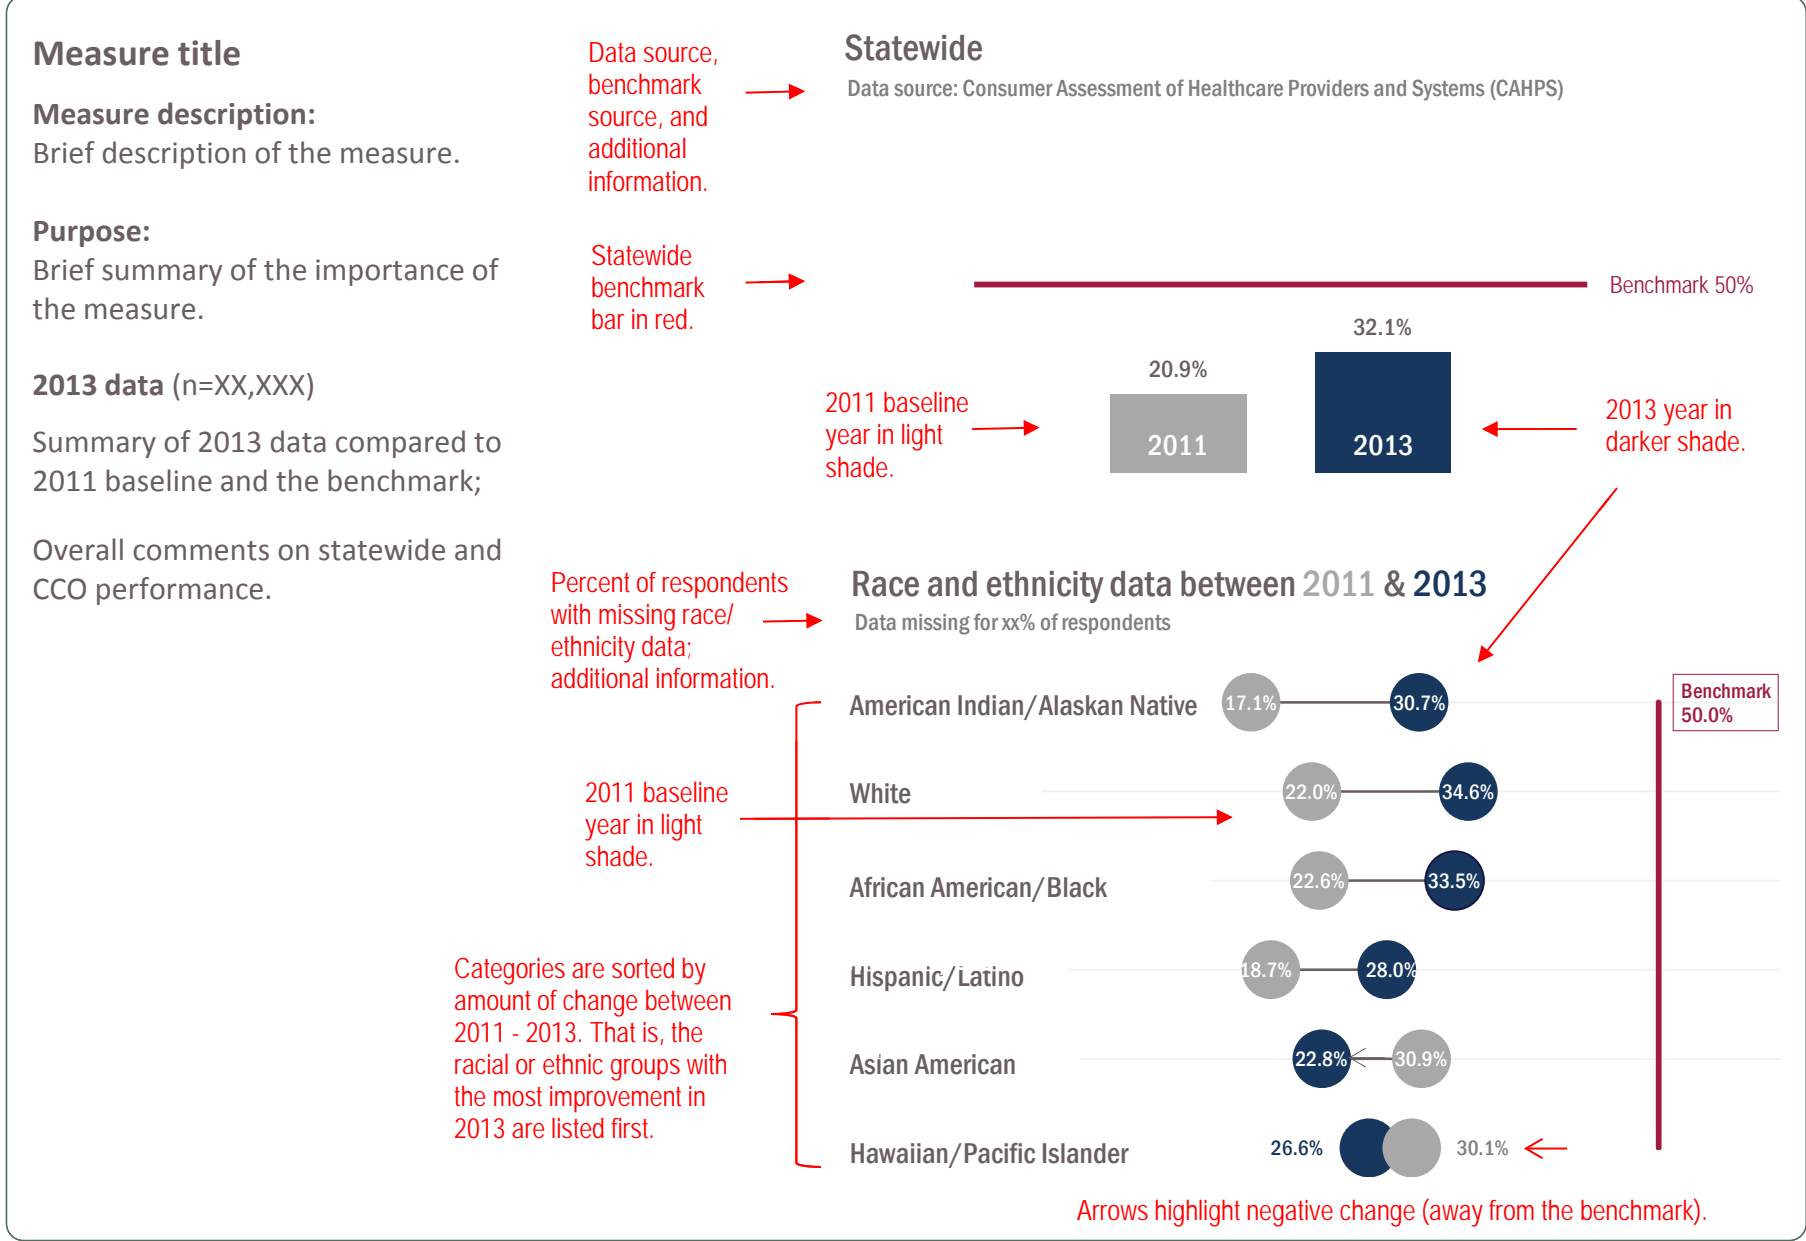 Measure title
Measure description:
Brief description of the measure.
Purpose:
Brief summary of the importance of
the measure.
2013 data (n=XX,XXX)
Summary of 2013 data compared to
2011 baseline and the benchmark;
Overall comments on statewide and
CCO performance.
Data source,
benchmark
source, and
additional
information.
Statewide
Data source: Consumer Assessment of Healthcare Providers and Systems (CAHPS)
Statewide
benchmark
bar in red.
Benchmark 50%
32.1%
20.9%
2011
2013
2011 baseline
year in light
shade.
2013 year in
darker shade.
Percent of respondents
with missing race/
ethnicity data;
additional information.
Race and ethnicity data between 2011 & 2013
Data missing for xx% of respondents
Benchmark
50.0%
American Indian/Alaskan Native 17.1% 30.7%
White 22.0% 34.6%
African American/Black 22.6% 33.5%
Hispanic/Latino 18.7% 28.0%
Asian American 22.8% 30.9%
Hawaiian/Pacific Islander 26.6% 30.1%
2011 baseline
year in light
shade.
Categories are sorted by
amount of change between
2011 - 2013. That is, the
racial or ethnic groups with
the most improvement in
2013 are listed first.
Arrows highlight negative change (away from the benchmark).